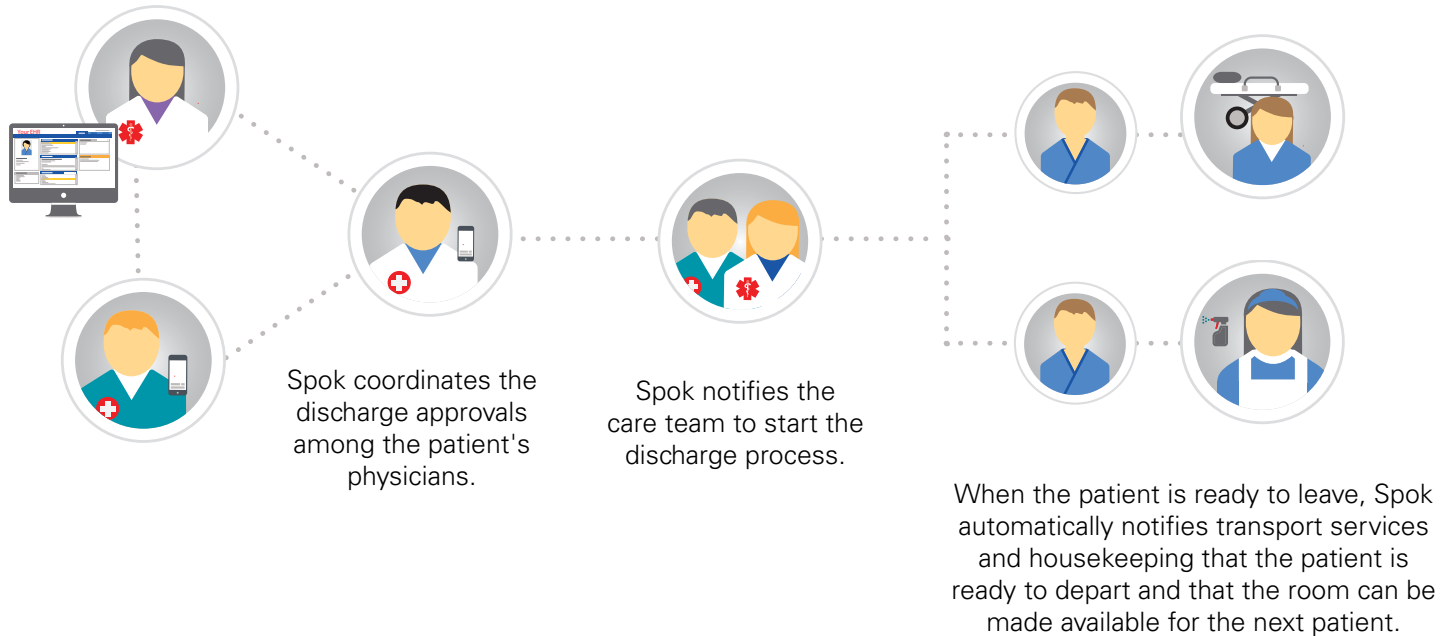 Your EHR
Spok coordinates the
discharge approvals
among the patient's
physicians.
Spok notifies the
care team to start the
discharge process.
When the patient is ready to leave, Spok
automatically notifies transport services
and housekeeping that the patient is
ready to depart and that the room can be
made available for the next patient.